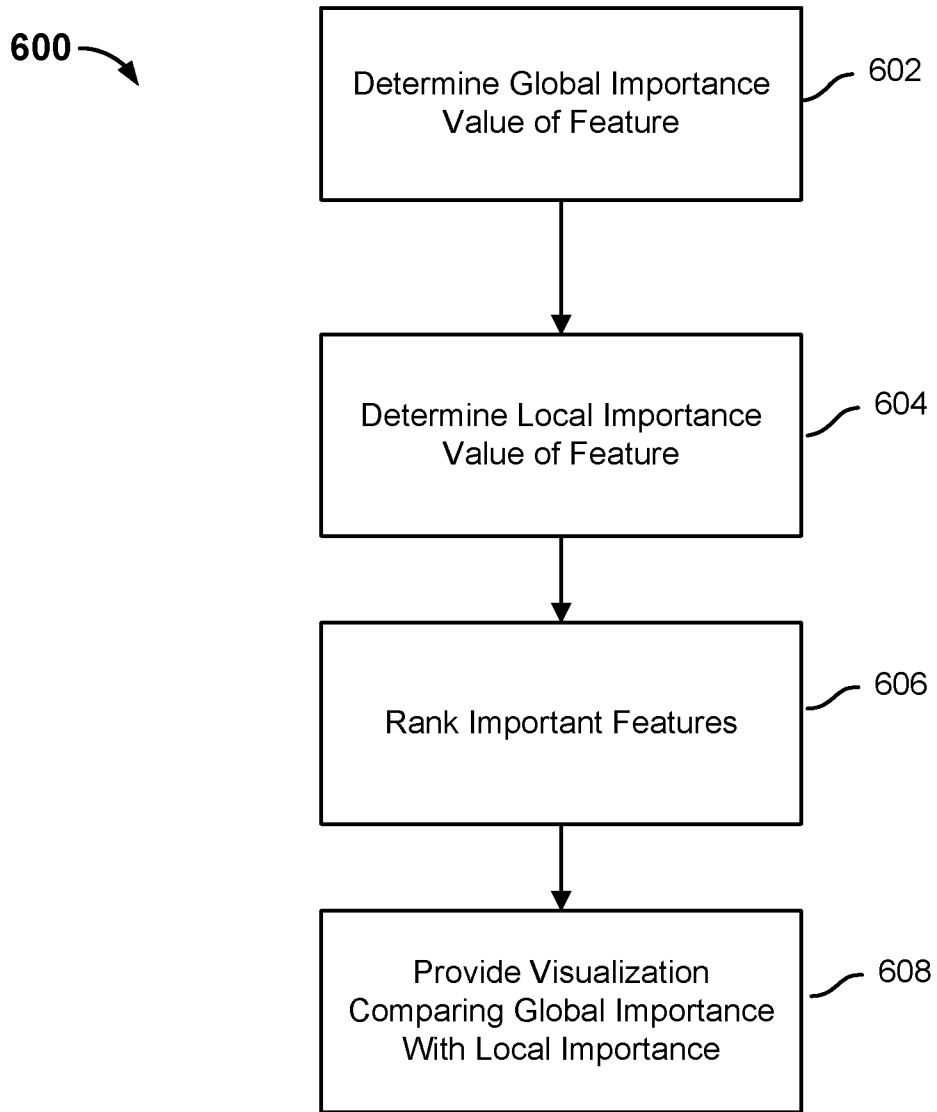 600
Determine Global Importance
Value of Feature
602
Determine Local Importance
Value of Feature
604
Rank Important Features
606
Provide Visualization
Comparing Global Importance
With Local Importance
608